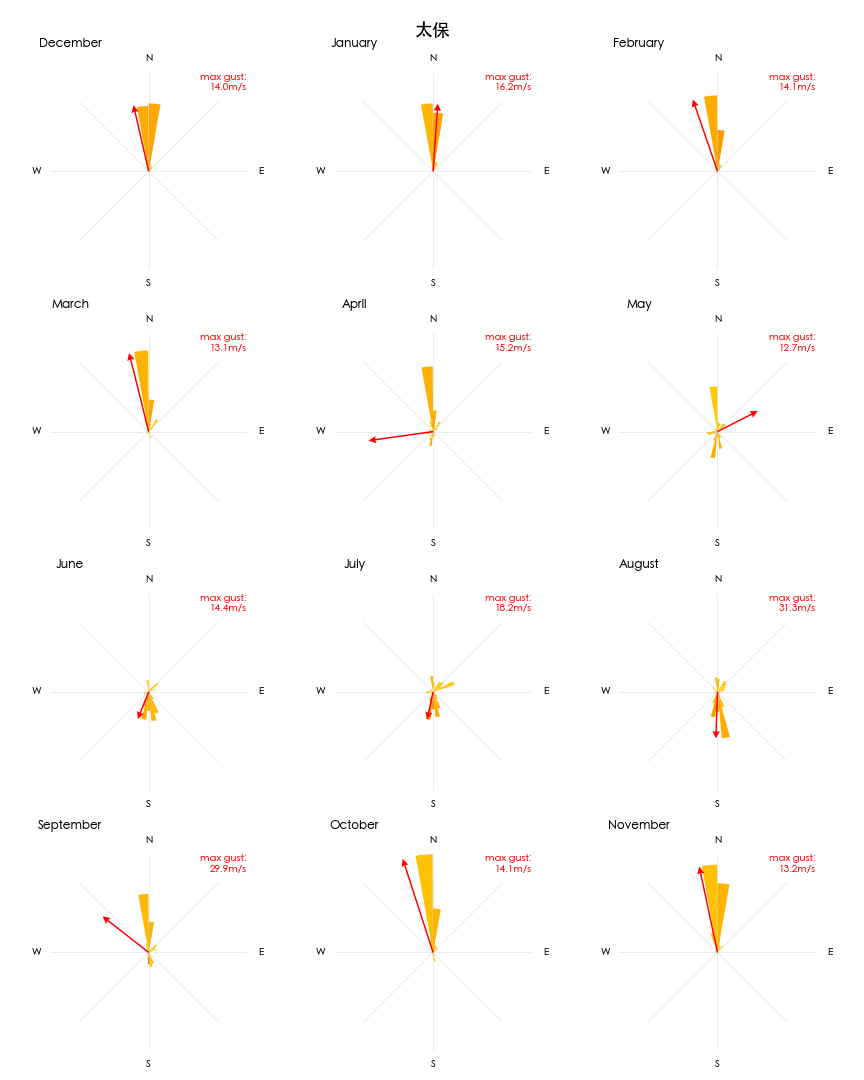 太保
December
January
February
N
N
N
max gust:
14.0m/s
max gust:
16.2m/s
max gust:
14.1m/s
W
E
W
E
W
E
S
S
S
March
April
May
N
N
N
max gust:
13.1m/s
max gust:
15.2m/s
max gust:
12.7m/s
W
E
W
E
W
E
S
S
S
June
July
August
N
N
N
max gust:
14.4m/s
max gust:
18.2m/s
max gust:
31.3m/s
W
E
W
E
W
E
S
S
S
September
October
November
N
N
N
max gust:
29.9m/s
max gust:
14.1m/s
max gust:
13.2m/s
W
E
W
E
W
E
S
S
S